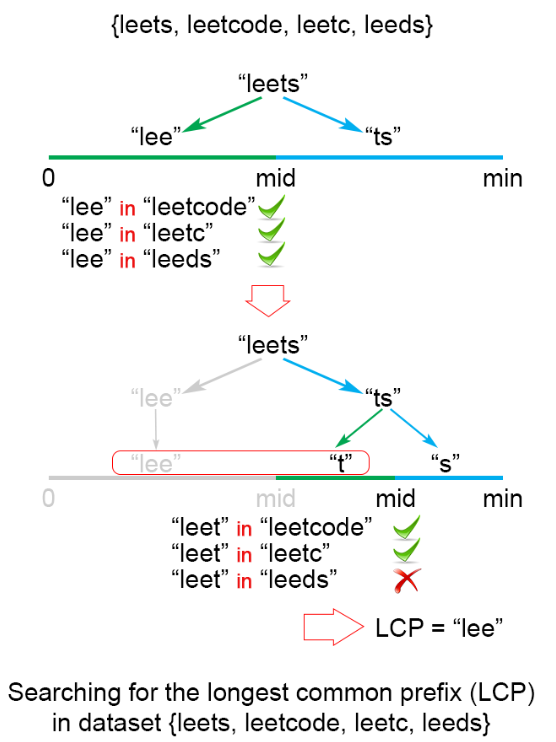 {leets, leetcode, leetc, leeds}
“leets”
“lee” “ts”
0 mid min
“lee” in “leetcode”
“lee” in “leetc”
“lee” in “leeds”
“leets”
“lee” “ts”
“lee” “t” “s”
0 mid mid min
“leet” in “leetcode”
“leet” in “leetc”
“leet” in “leeds”
LCP = “lee”
Searching for the longest common prefix (LCP)
in dataset {leets, leetcode, leetc, leeds}